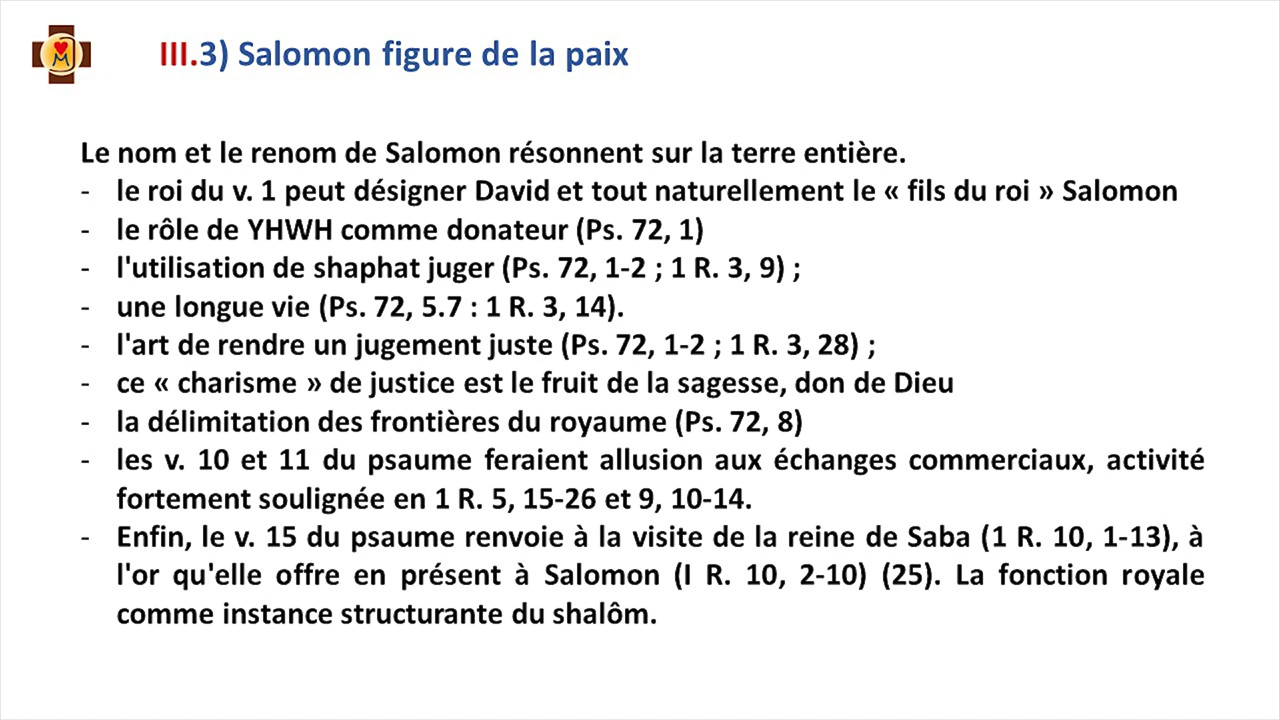 M
III.3) Salomon figure de la paix
Le nom et le renom de Salomon résonnent sur la terre entière.
- le roi du v. 1 peut désigner David et tout naturellement le « fils du roi » Salomon
- le rôle de YHWH comme donateur (Ps. 72, 1)
- l'utilisation de shaphat juger (Ps. 72, 1-2 ; 1 R. 3, 9) ;
- une longue vie (Ps. 72, 5.7 : 1 R. 3, 14).
- l'art de rendre un jugement juste (Ps. 72, 1-2 ; 1 R. 3, 28) ;
- ce « charisme » de justice est le fruit de la sagesse, don de Dieu
- la délimitation des frontières du royaume (Ps. 72, 8)
- les v. 10 et 11 du psaume feraient allusion aux échanges commerciaux, activité
fortement soulignée en 1 R. 5, 15-26 et 9, 10-14.
- Enfin, le v. 15 du psaume renvoie à la visite de la reine de Saba (1 R. 10, 1-13), à
l'or qu'elle offre en présent à Salomon (I R. 10, 2-10) (25). La fonction royale
comme instance structurante du shalôm.